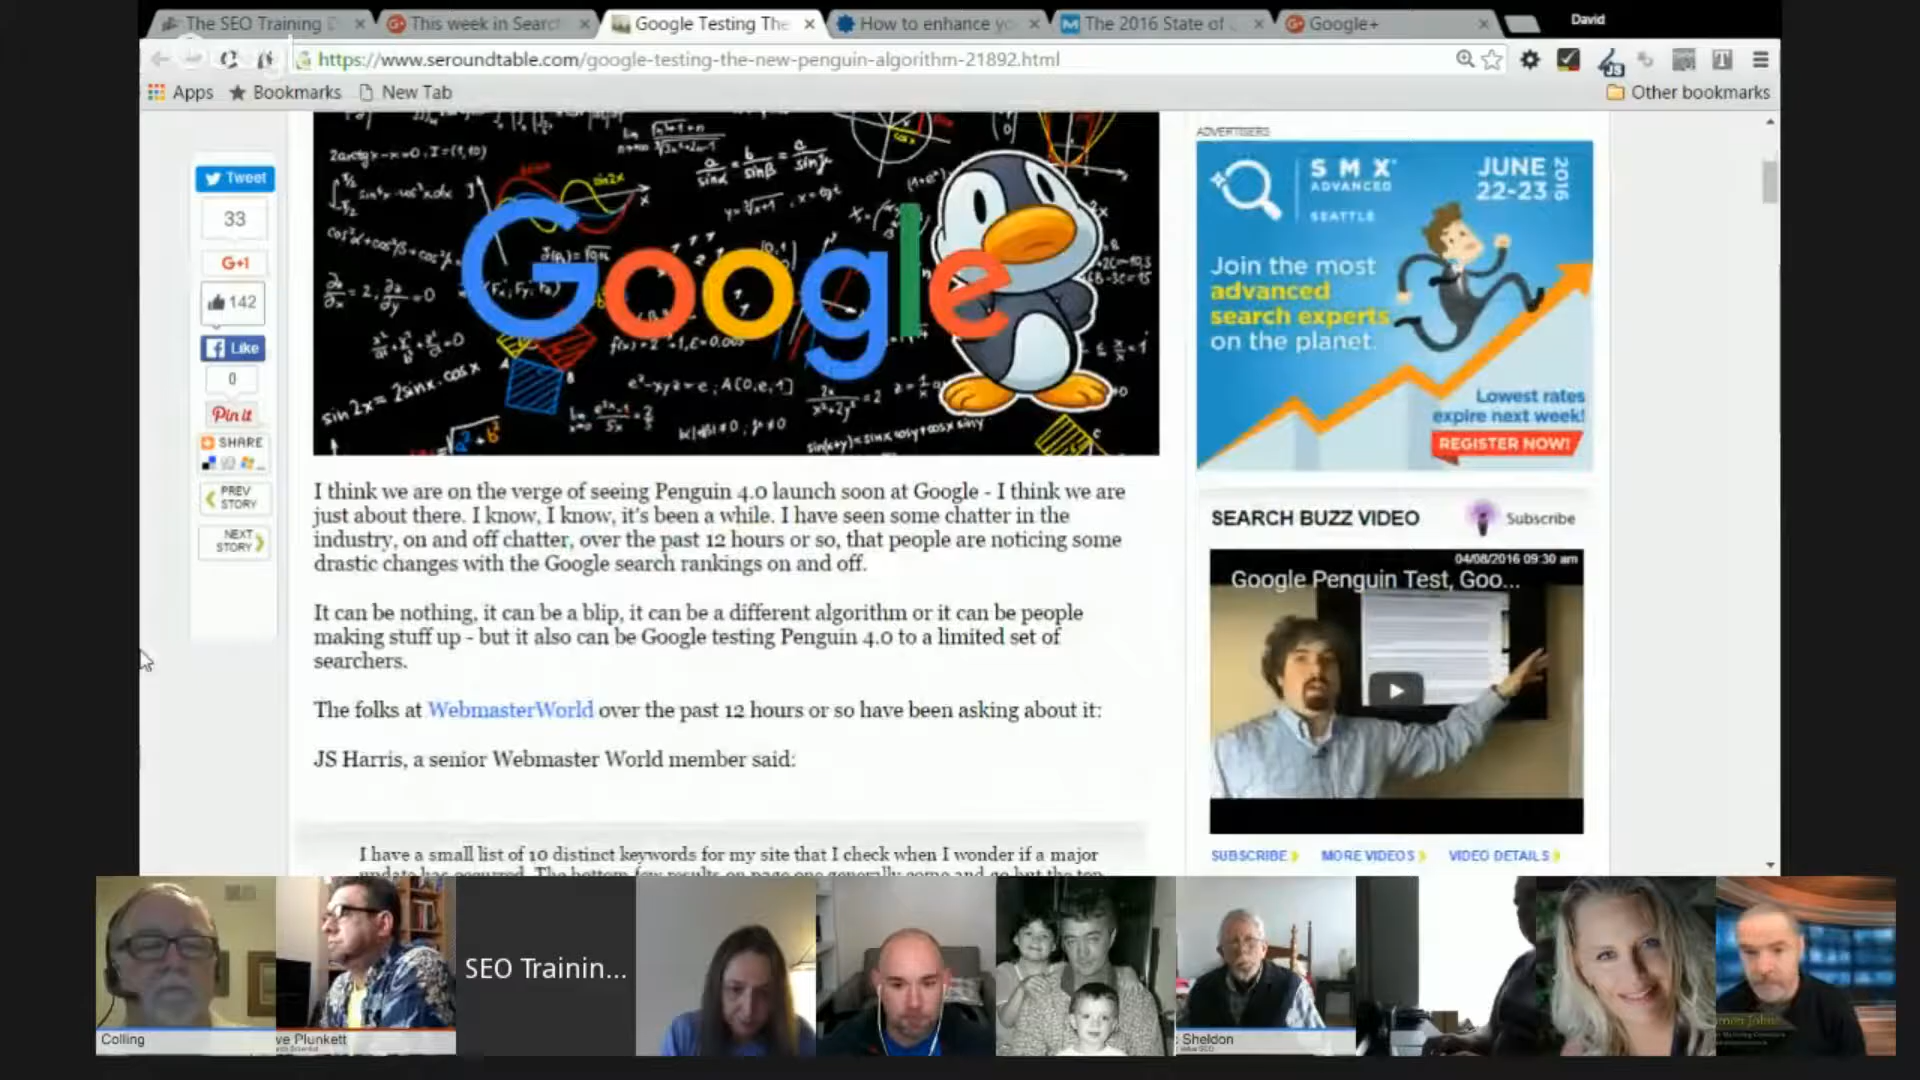 The SEO Training
This week in Search
Google Testing The
How to enhance yo
The 2016 State of
Google+
David
https://www.seroundtable.com/google-testing-the-new-penguin-algorithm-21892.html
Apps
Bookmarks
New Tab
Other bookmarks
Tweet
33
G+1
142
Like
0
Pin it
SHARE
PREV
STORY
NEXT
STORY
Google
ADVERTISERS
SMX
ADVANCED
SEATTLE
JUNE
22-23
2016
Join the most
advanced
search experts
on the planet.
Lowest rates
expire next week!
REGISTER NOW!
I think we are on the verge of seeing Penguin 4.0 launch soon at Google - I think we are
just about there. I know, I know, it's been a while. I have seen some chatter in the
industry, on and off chatter, over the past 12 hours or so, that people are noticing some
drastic changes with the Google search rankings on and off.
It can be nothing, it can be a blip, it can be a different algorithm or it can be people
making stuff up - but it also can be Google testing Penguin 4.0 to a limited set of
searchers.
The folks at WebmasterWorld over the past 12 hours or so have been asking about it:
JS Harris, a senior Webmaster World member said:
I have a small list of 10 distinct keywords for my site that I check when I wonder if a major
SEARCH BUZZ VIDEO
Subscribe
04/08/2016 09:30 am
Google Penguin Test, Goo...
SUBSCRIBE
MORE VIDEOS
VIDEO DETAILS
Colling
ve Plunkett
SEO Trainin...
Sheldon